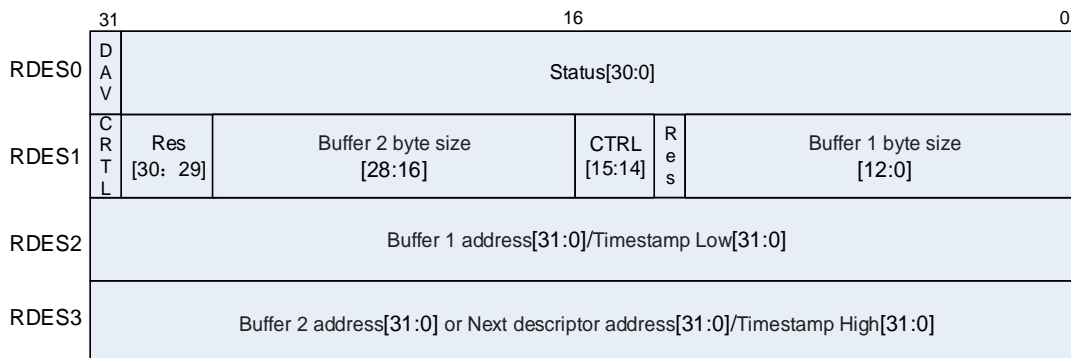 31 16 0
RDES0
D
A
V
Status[30:0]
RDES1
C
R
T
L
Res
[30：29]
Buffer 2 byte size
[28:16]
CTRL
[15:14]
R
e
s
Buffer 1 byte size
[12:0]
RDES2
Buffer 1 address[31:0]/Timestamp Low[31:0]
RDES3
Buffer 2 address[31:0] or Next descriptor address[31:0]/Timestamp High[31:0]